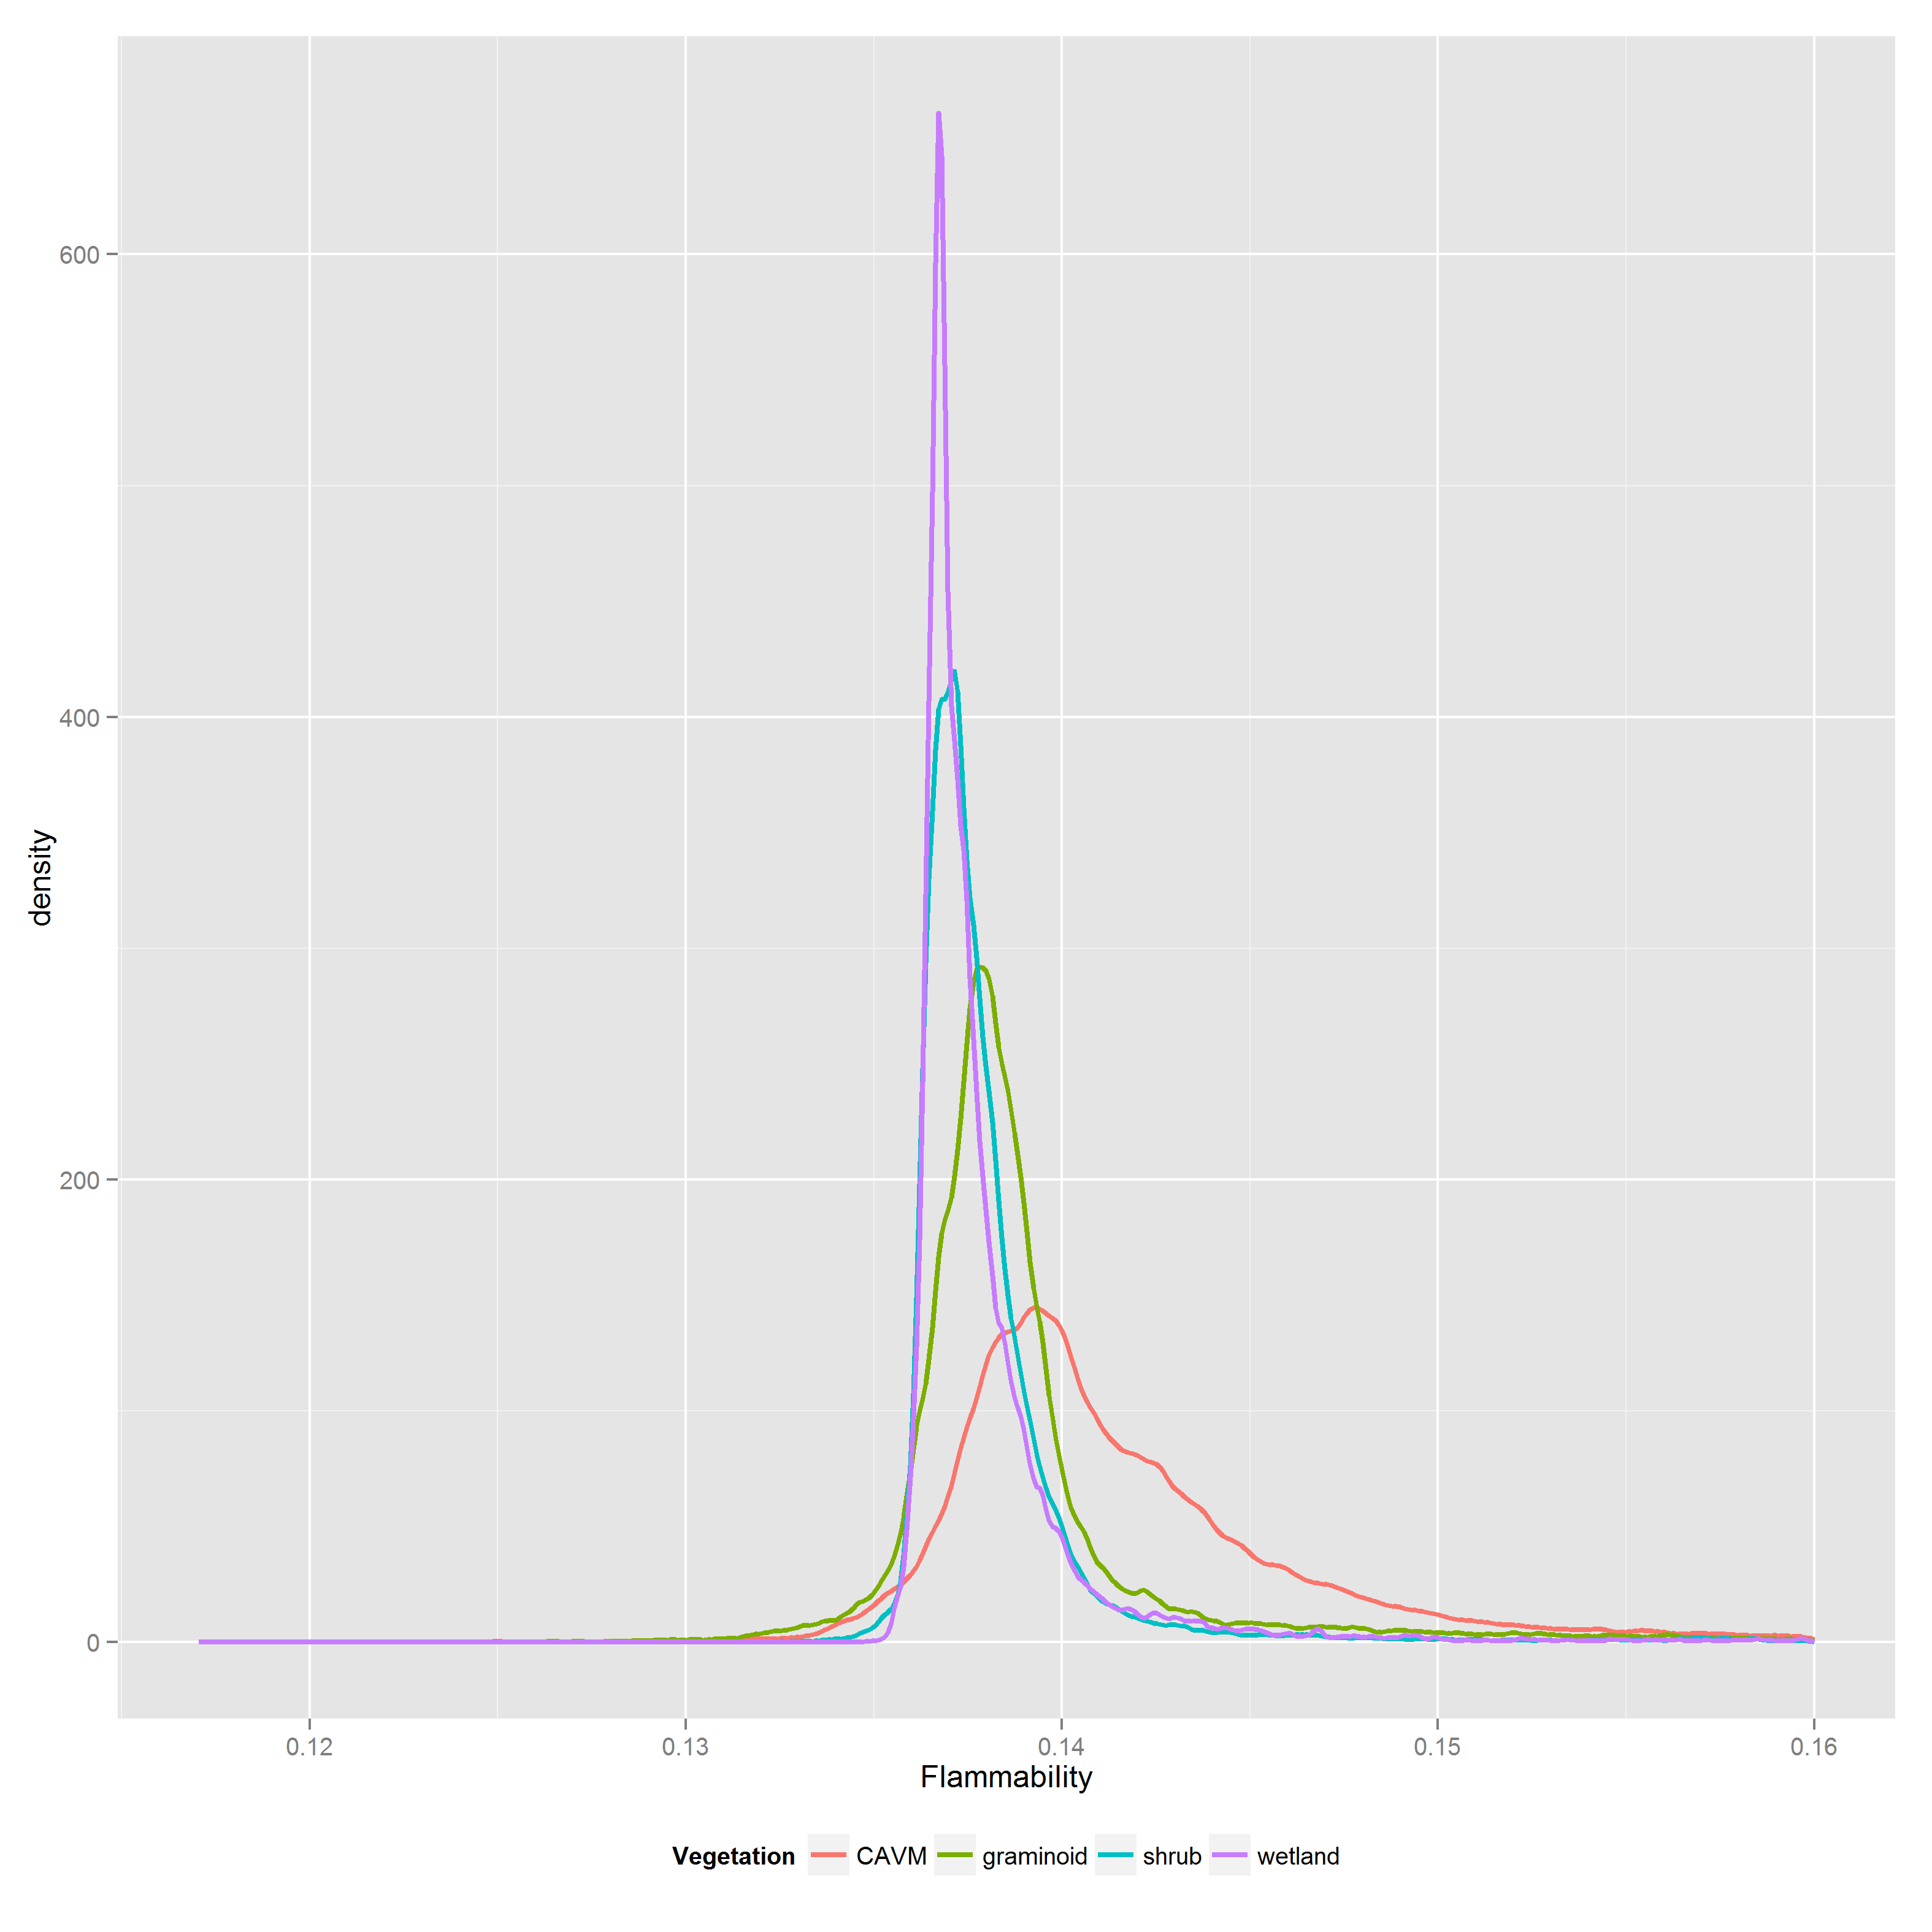 600
400
200
0
density
0.12 0.13 0.14 0.15 0.16
Flammability
Vegetation CAVM graminoid shrub wetland